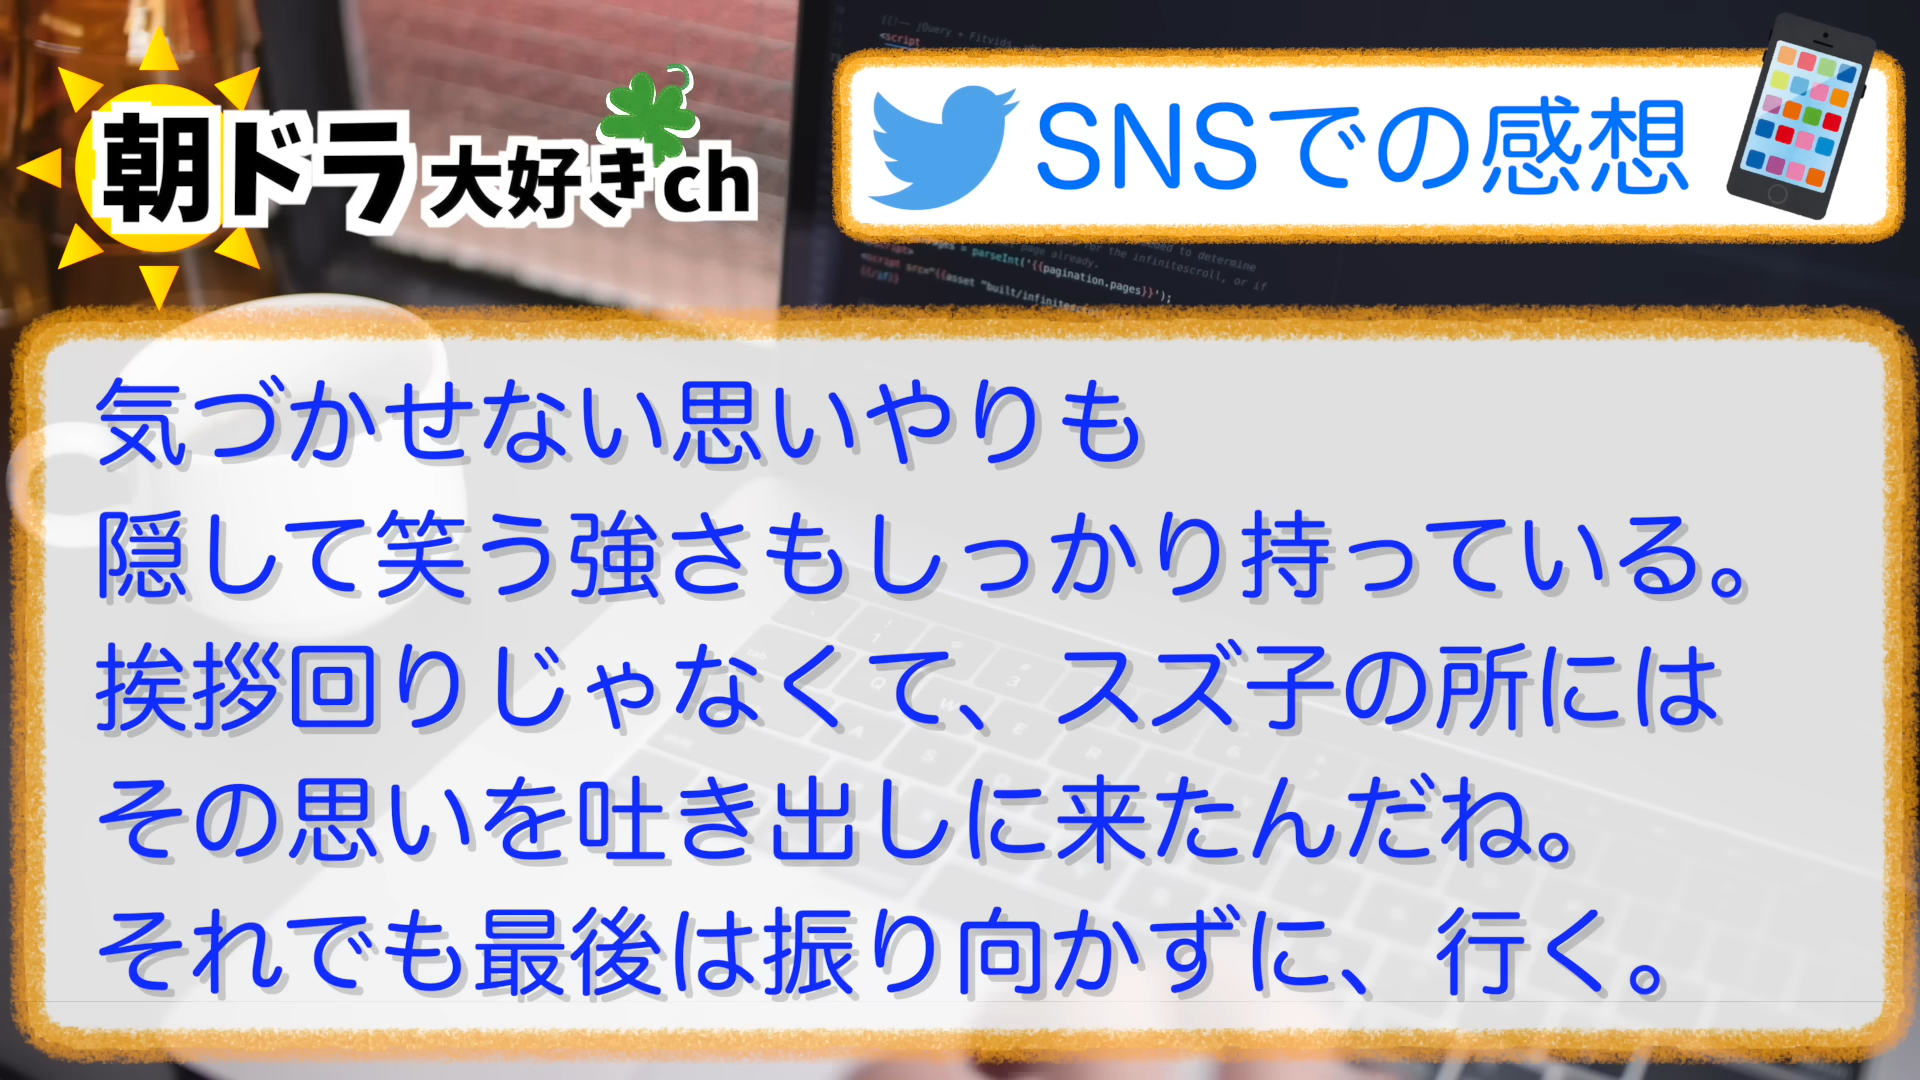 朝ドラ大好きch
SNSでの感想
気づかせない思いやりも
隠して笑う強さもしっかり持っている。
挨拶回りじゃなくて、スズ子の所には
その思いを吐き出しに来たんだね。
それでも最後は振り向かずに、行く。